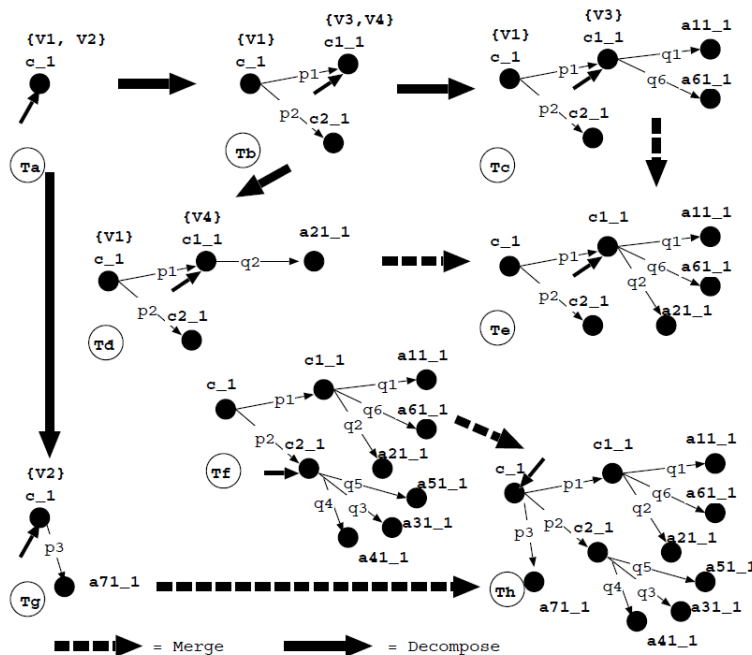 {V1, V2}
c_1
Ta
{V1}
c_1
{V3,V4}
c1_1
p1
p2
c2_1
Tb
{V1}
c_1
{V3}
c1_1
a11_1
p1
q1
q6
a61_1
p2
c2_1
Tc
{V1}
c_1
{V4}
c1_1
a21_1
p1
q2
p2
c2_1
Td
c_1
c1_1
a11_1
p1
q1
q6
a61_1
q2
p2
c2_1
a21_1
Te
c_1
c1_1
a11_1
p1
q1
q6
a61_1
q2
p2
c2_1
a21_1
Tf
q5
a51_1
q4
q3
a31_1
a41_1
{V2}
c_1
p3
a71_1
Tg
c_1
c1_1
a11_1
p1
q1
q6
a61_1
q2
p2
p3
c2_1
a21_1
q5
a51_1
q4
q3
a31_1
Th
a71_1
a41_1
= Merge
= Decompose